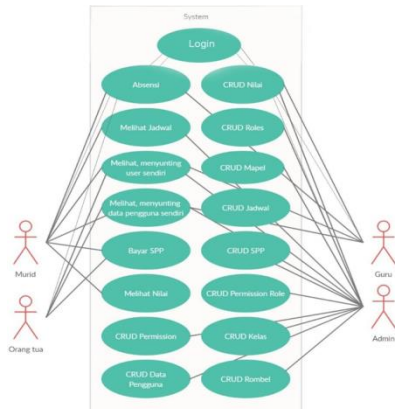 System
Login
Absensi
CRUD Nilai
Melihat Jadwal
CRUD Roles
Melihat, menyunting
user sendiri
CRUD Mapel
Melihat, menyunting
data pengguna sendiri
CRUD Jadwal
Bayar SPP
CRUD SPP
Melihat Nilai
CRUD Permission Role
CRUD Permission
CRUD Kelas
CRUD Data
Pengguna
CRUD Rombel
Murid
Orang tua
Guru
Admin